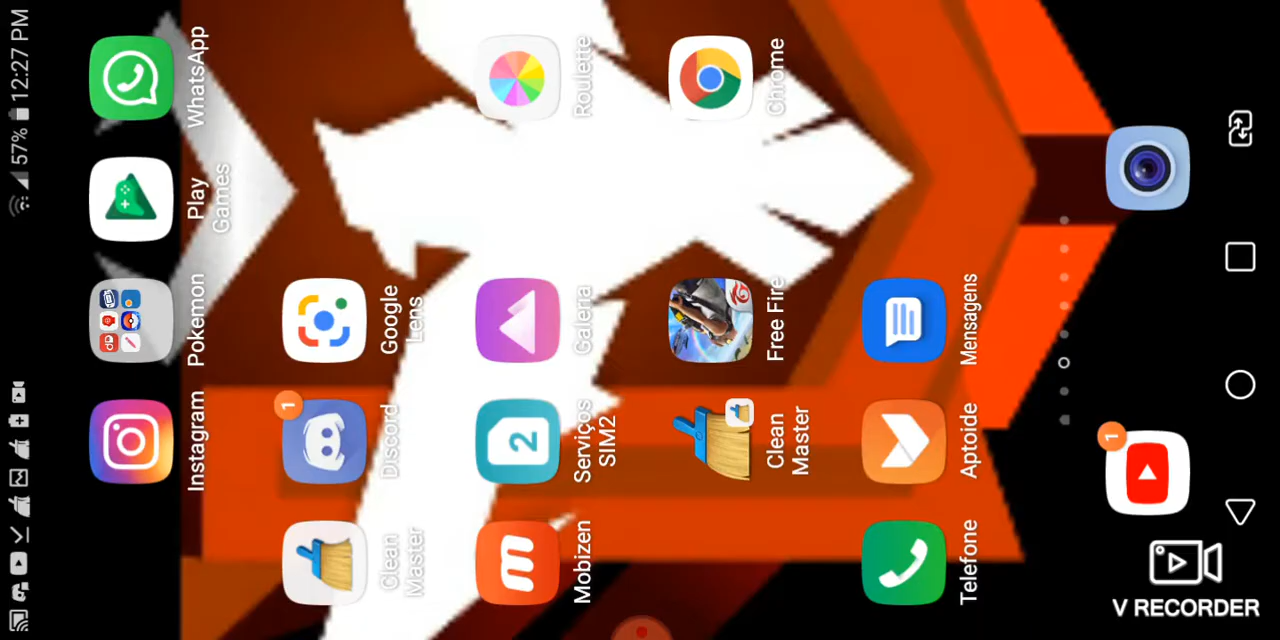 12:27 PM
57%
Instagram
Pokemon
Play
Games
WhatsApp
Clean
Master
1
Discord
Google
Lens
Mobizen
2
Serviços
SIM2
Galeria
Roulette
Clean
Master
Free Fire
Chrome
Telefone
Aptoide
Mensagens
1
V RECORDER